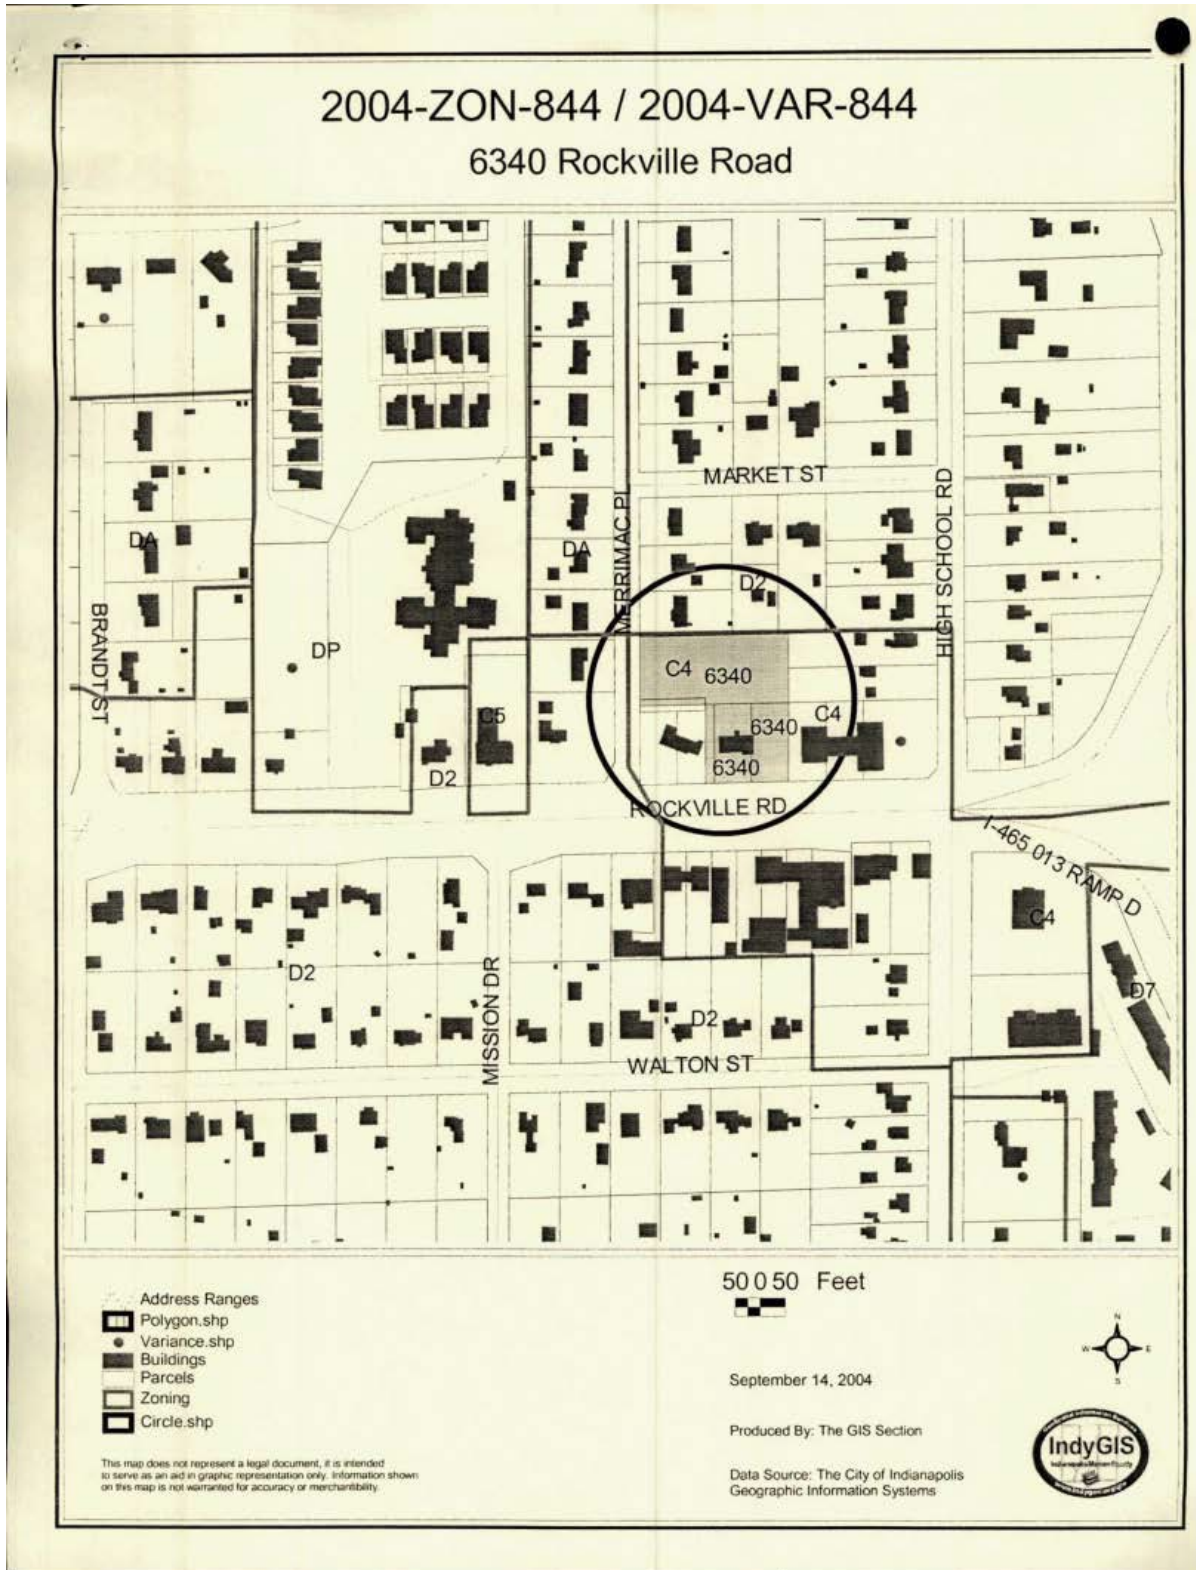 2004-ZON-844 / 2004-VAR-844
6340 Rockville Road
MARKET ST
MERRIMAC PL
HIGH SCHOOL RD
DA
DA
D2
BRANDT ST
DP
C4 6340
C5
6340 C4
6340
D2
ROCKVILLE RD
I-465 013 RAMP D
C4
D2
MISSION DR
D7
D2
WALTON ST
50 0 50 Feet
Address Ranges
Polygon.shp
Variance.shp
Buildings
Parcels
Zoning
Circle.shp
N
W E
S
September 14, 2004
Produced By: The GIS Section
IndyGIS
Data Source: The City of Indianapolis
Geographic Information Systems
This map does not represent a legal document, it is intended
to serve as an aid in graphic representation only. Information shown
on this map is not warranted for accuracy or merchantibility.